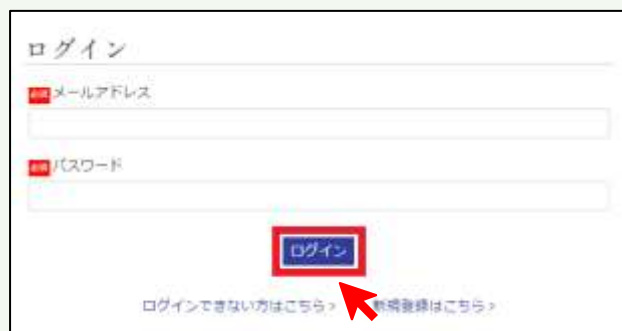 ログイン
必須 メールアドレス
必須 パスワード
ログイン
ログインできない方はこちら> 新規登録はこちら>